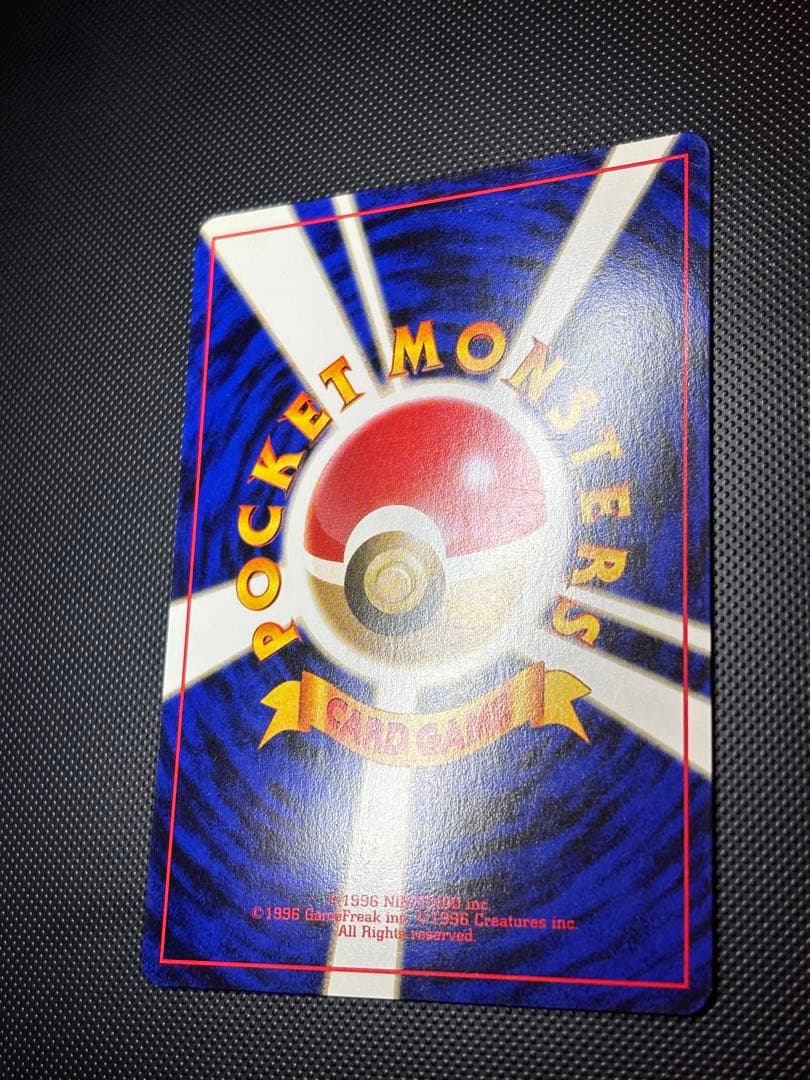 POCKET MONSTERS
CARD GAME
©1996 NINTENDO inc.
©1996 GameFreak inc. ©1996 Creatures inc.
All Rights reserved.